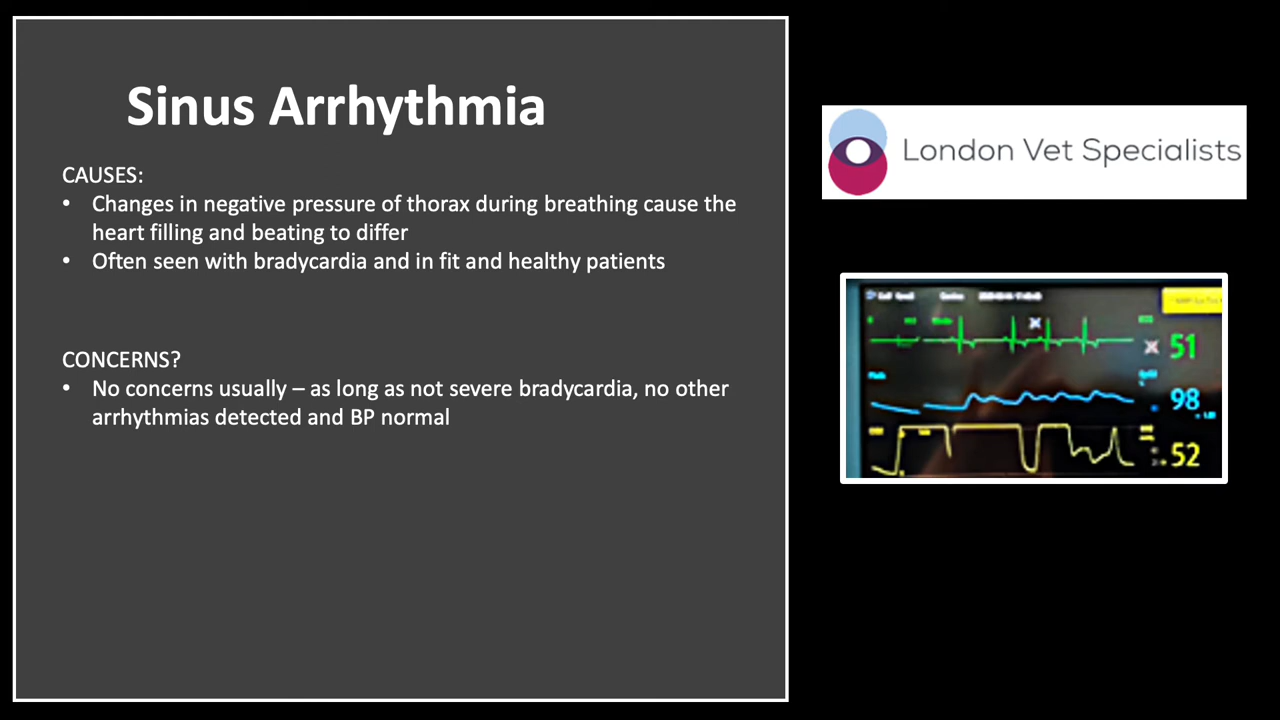 Sinus Arrhythmia
CAUSES:
• Changes in negative pressure of thorax during breathing cause the
heart filling and beating to differ
• Often seen with bradycardia and in fit and healthy patients
CONCERNS?
• No concerns usually – as long as not severe bradycardia, no other
arrhythmias detected and BP normal
London Vet Specialists
51
98
52